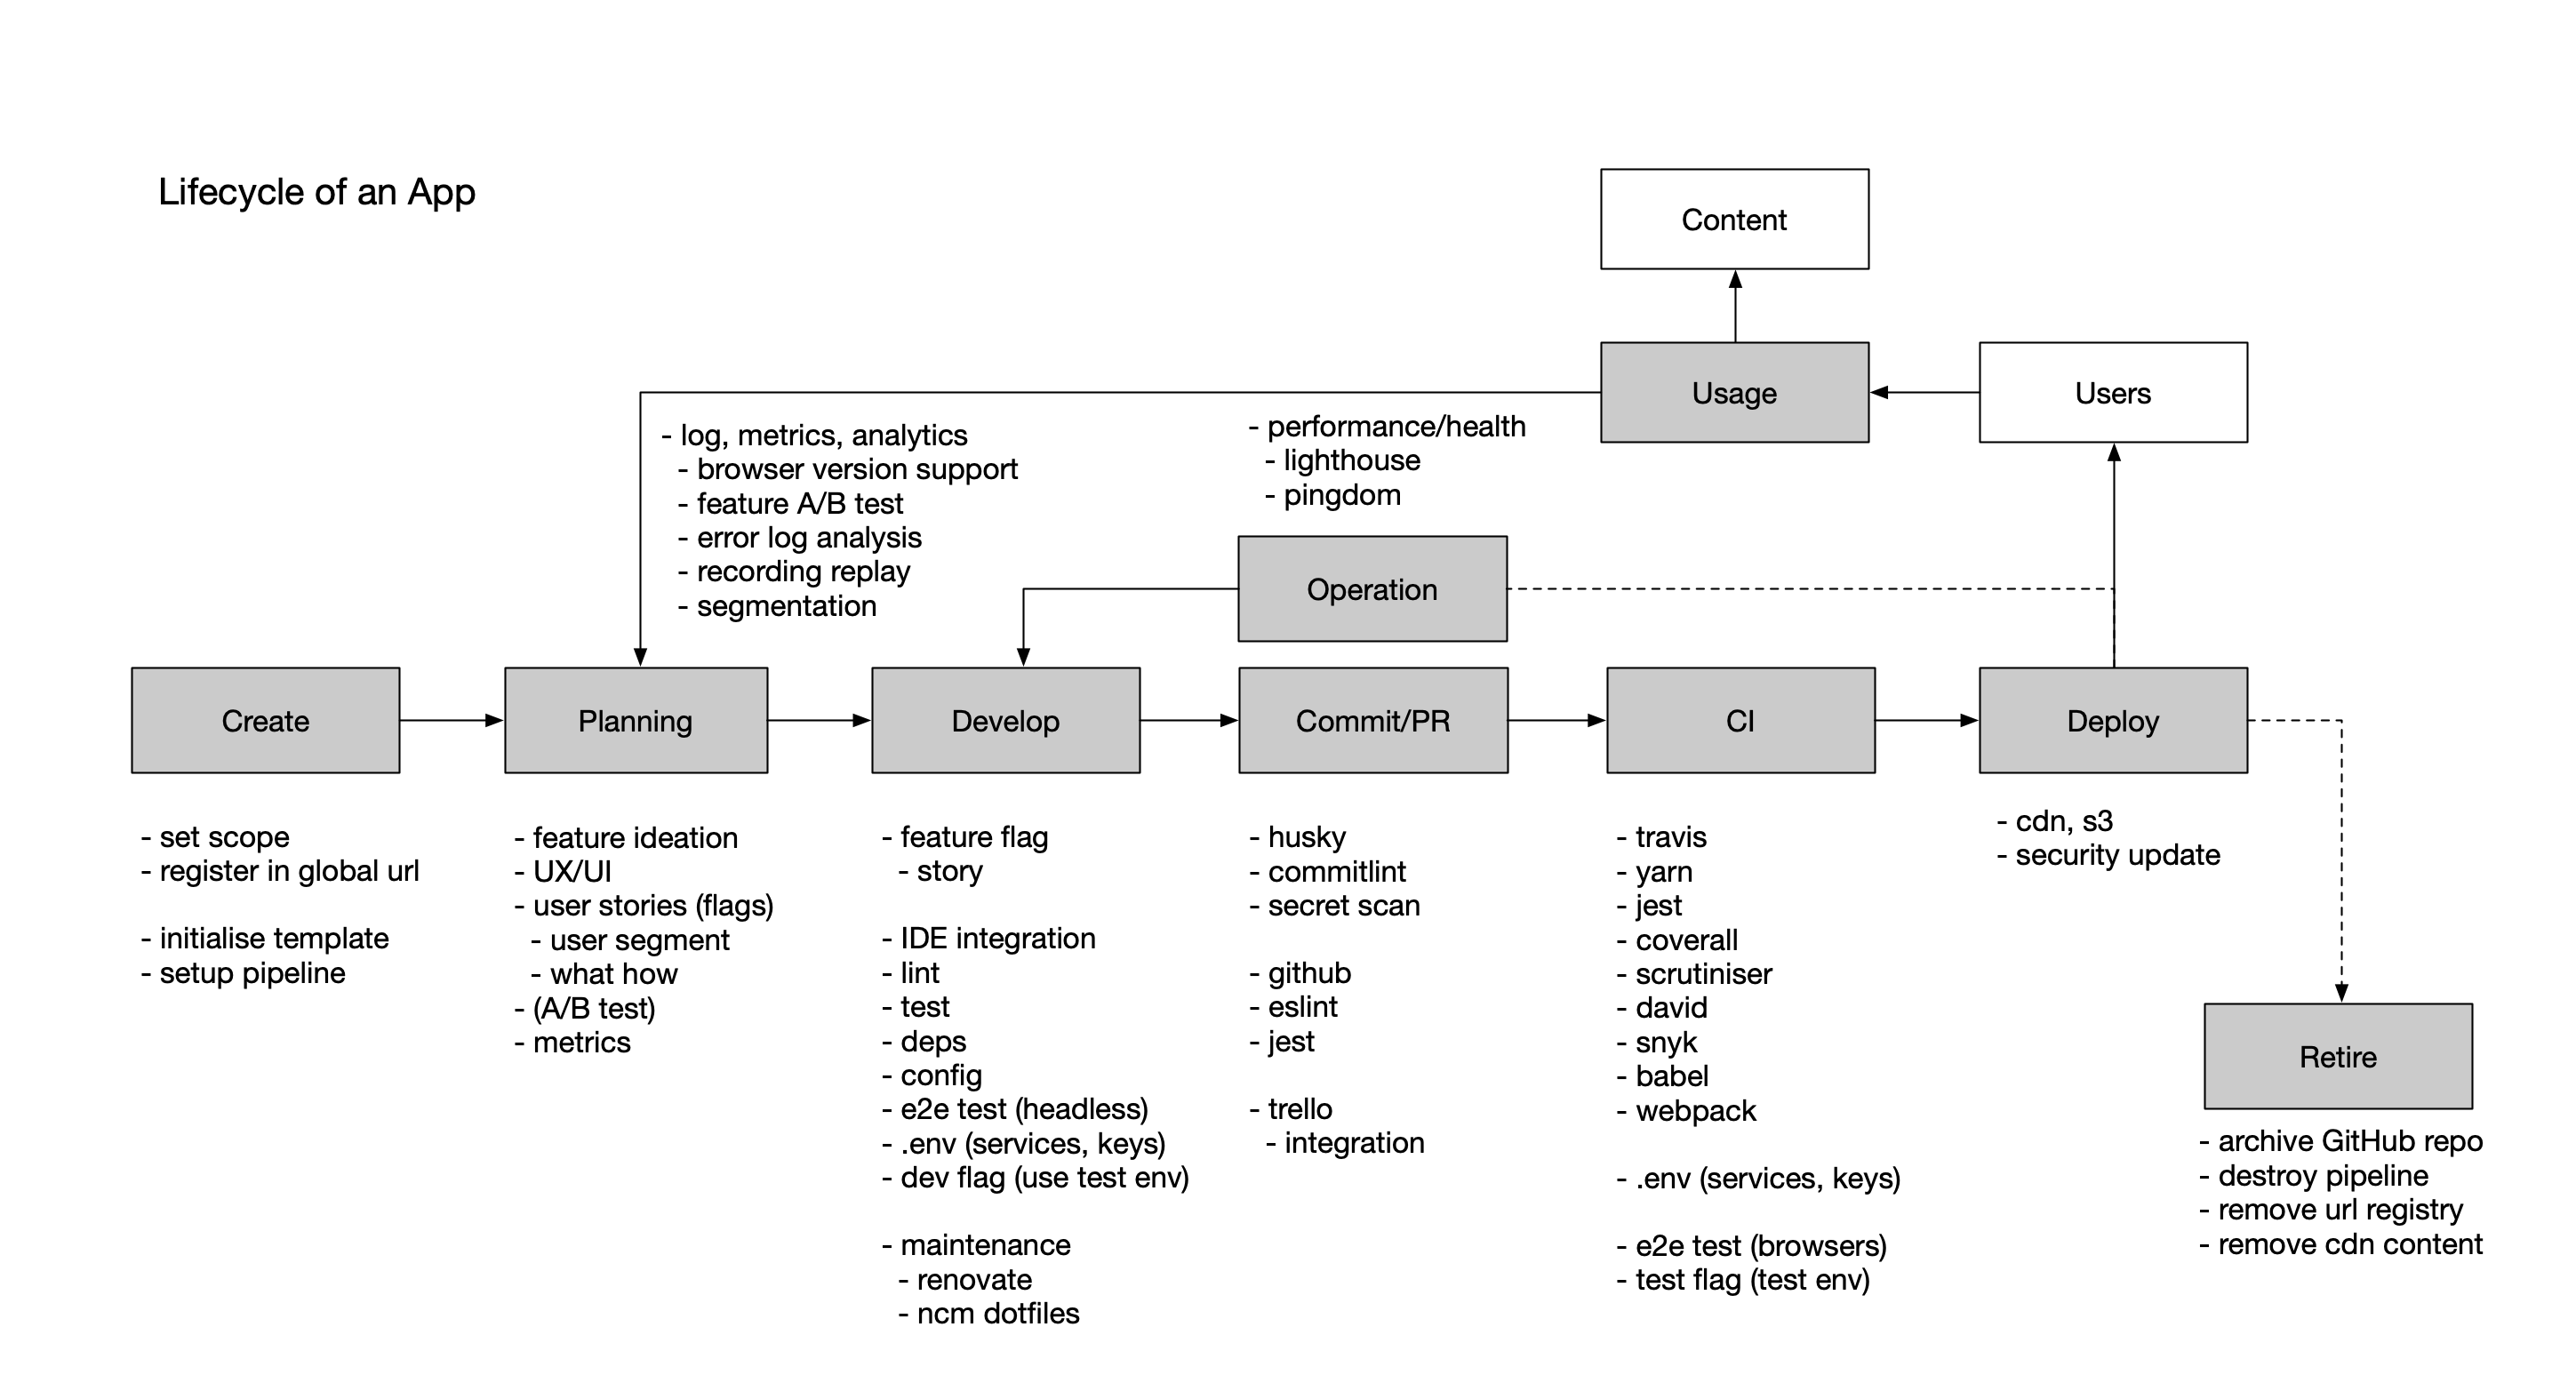 Lifecycle of an App
Content
Usage
Users
- log, metrics, analytics
- browser version support
- feature A/B test
- error log analysis
- recording replay
- segmentation
- performance/health
- lighthouse
- pingdom
Operation
Create
Planning
Develop
Commit/PR
CI
Deploy
- set scope
- register in global url
- initialise template
- setup pipeline
- feature ideation
- UX/UI
- user stories (flags)
- user segment
- what how
- (A/B test)
- metrics
- feature flag
- story
- IDE integration
- lint
- test
- deps
- config
- e2e test (headless)
- .env (services, keys)
- dev flag (use test env)
- maintenance
- renovate
- ncm dotfiles
- husky
- commitlint
- secret scan
- github
- eslint
- jest
- trello
- integration
- travis
- yarn
- jest
- coverall
- scrutiniser
- david
- snyk
- babel
- webpack
- .env (services, keys)
- e2e test (browsers)
- test flag (test env)
- cdn, s3
- security update
Retire
- archive GitHub repo
- destroy pipeline
- remove url registry
- remove cdn content